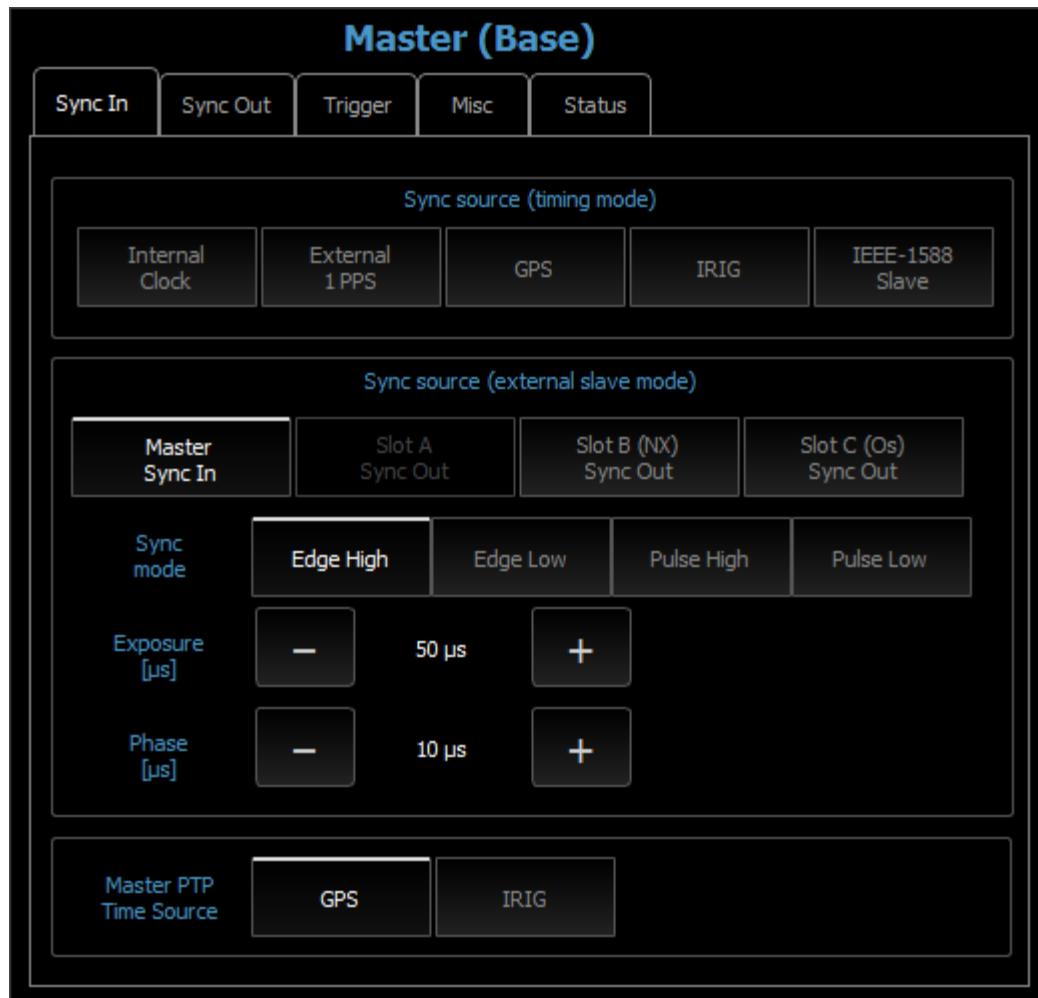 Master (Base)
Sync In
Sync Out
Trigger
Misc
Status
Sync source (timing mode)
Internal
Clock
External
1 PPS
GPS
IRIG
IEEE-1588
Slave
Sync source (external slave mode)
Master
Sync In
Slot A
Sync Out
Slot B (NX)
Sync Out
Slot C (Os)
Sync Out
Sync
mode
Edge High
Edge Low
Pulse High
Pulse Low
Exposure
[µs]
−
50 µs
+
Phase
[µs]
−
10 µs
+
Master PTP
Time Source
GPS
IRIG